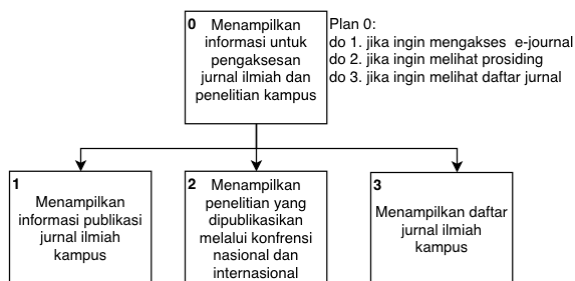 0 Menampilkan
informasi untuk
pengaksesan
jurnal ilmiah dan
penelitian kampus
Plan 0:
do 1. jika ingin mengakses e-journal
do 2. jika ingin melihat prosiding
do 3. jika ingin melihat daftar jurnal
1
Menampilkan
informasi publikasi
jurnal ilmiah
kampus
2 Menampilkan
penelitian yang
dipublikasikan
melalui konfrensi
nasional dan
internasional
3
Menampilkan daftar
jurnal ilmiah
kampus